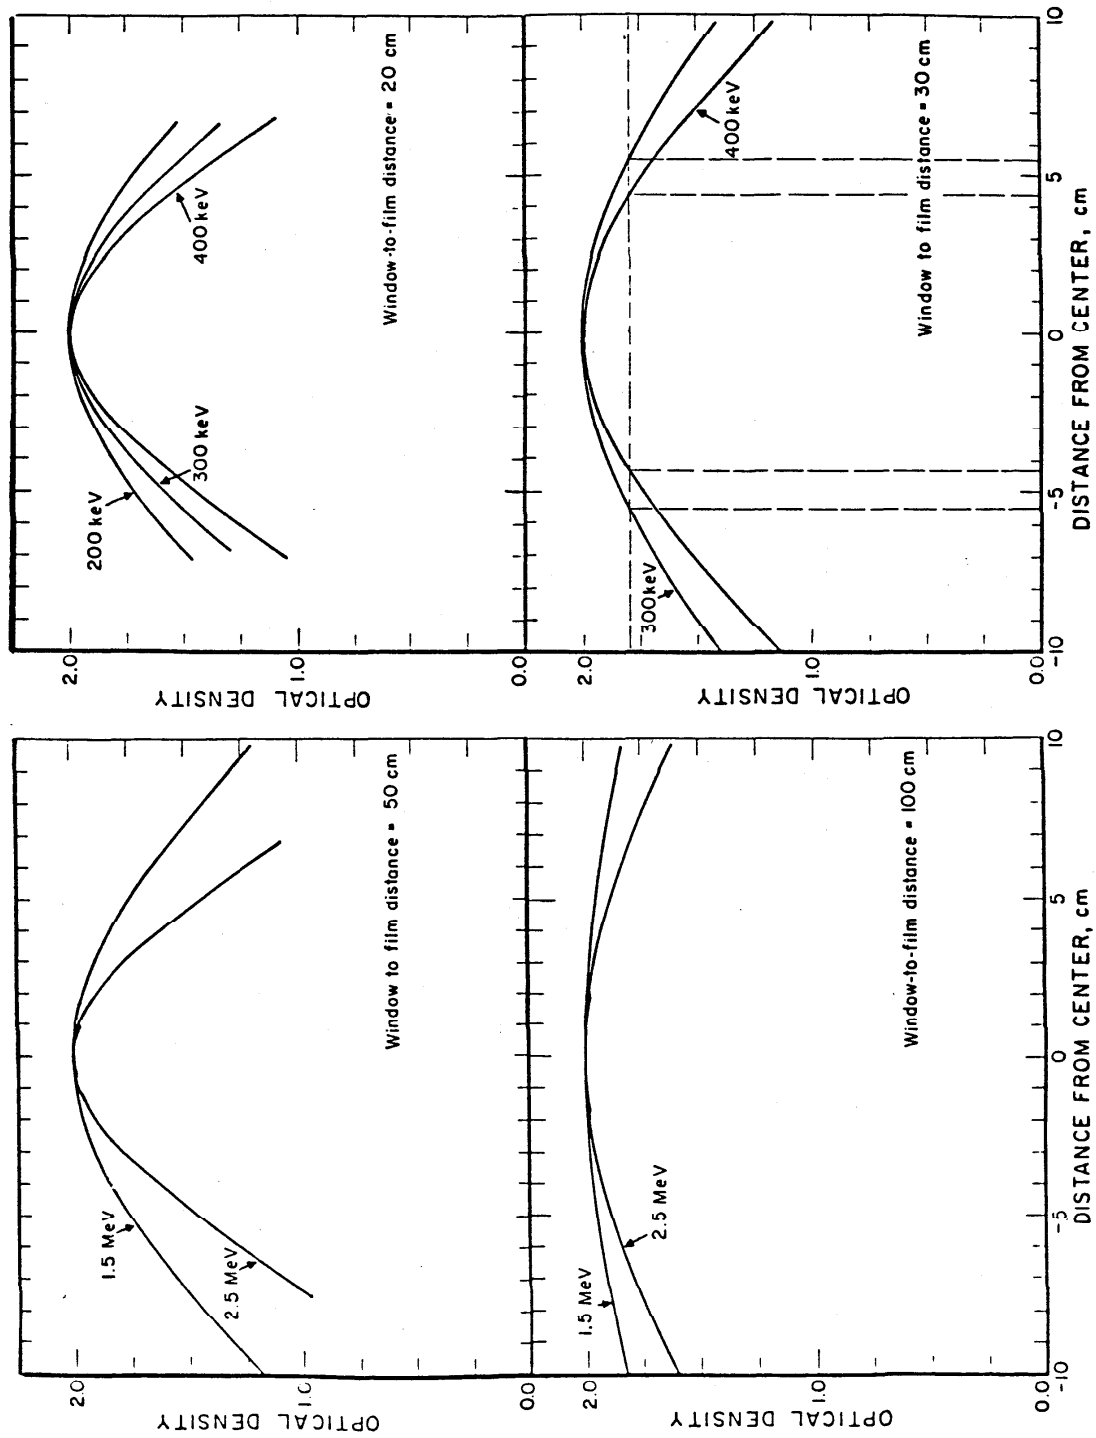 OPTICAL DENSITY
2.0
1.0
0.0
1.5 MeV
2.5 MeV
Window to film distance = 50 cm
OPTICAL DENSITY
2.0
1.0
0.0
200 keV
300 keV
400 keV
Window-to-film distance = 20 cm
OPTICAL DENSITY
2.0
1.0
0.0
1.5 MeV
2.5 MeV
Window-to-film distance = 100 cm
-10
-5
0
5
10
DISTANCE FROM CENTER, cm
OPTICAL DENSITY
2.0
1.0
0.0
300 keV
400 keV
Window to film distance = 30 cm
-10
-5
0
5
10
DISTANCE FROM CENTER, cm